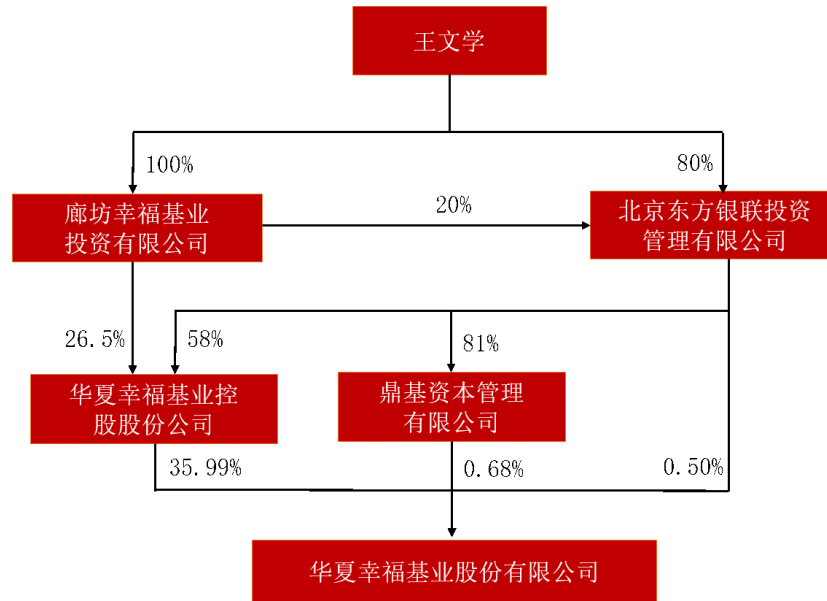 王文学
100%
80%
廊坊幸福基业
投资有限公司
20%
北京东方银联投资
管理有限公司
26.5%
58%
81%
华夏幸福基业控
股股份公司
鼎基资本管理
有限公司
35.99%
0.68%
0.50%
华夏幸福基业股份有限公司